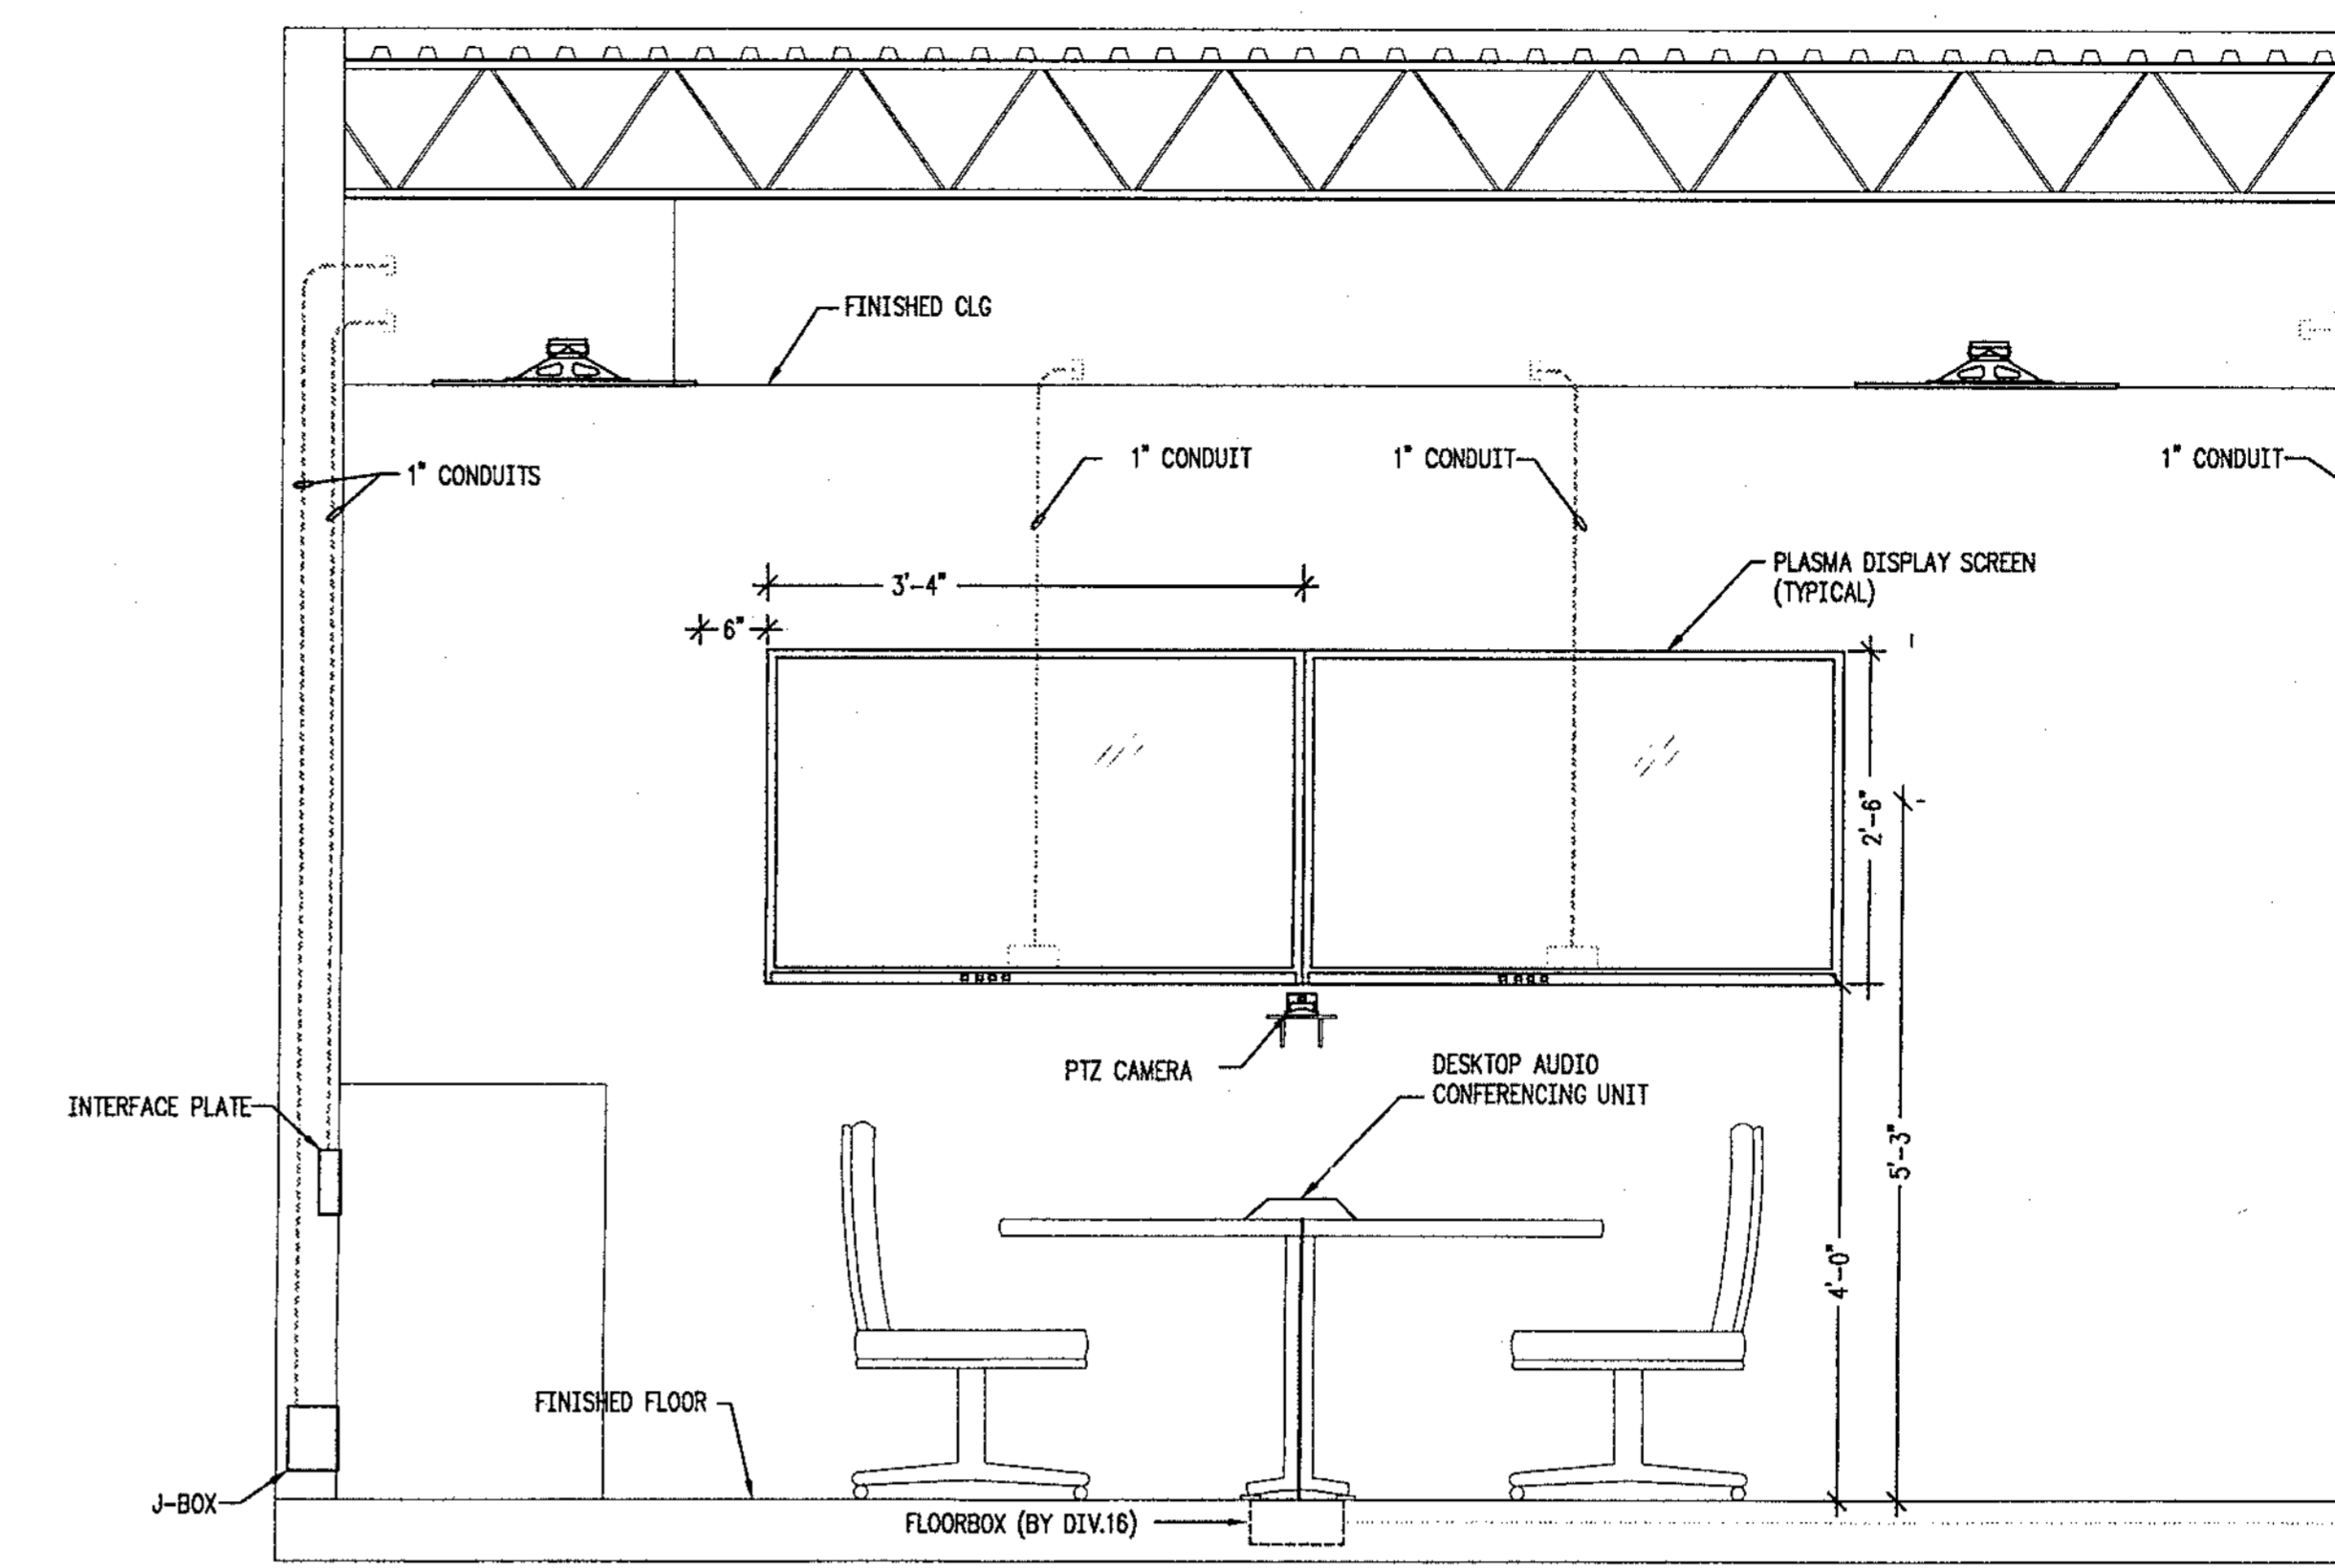 FINISHED CLG
1" CONDUITS
1" CONDUIT
1" CONDUIT
1" CONDUIT
PLASMA DISPLAY SCREEN
(TYPICAL)
3'-4"
6"
2'-6"
PTZ CAMERA
DESKTOP AUDIO
CONFERENCING UNIT
INTERFACE PLATE
5'-3"
4'-0"
FINISHED FLOOR
J-BOX
FLOORBOX (BY DIV.16)